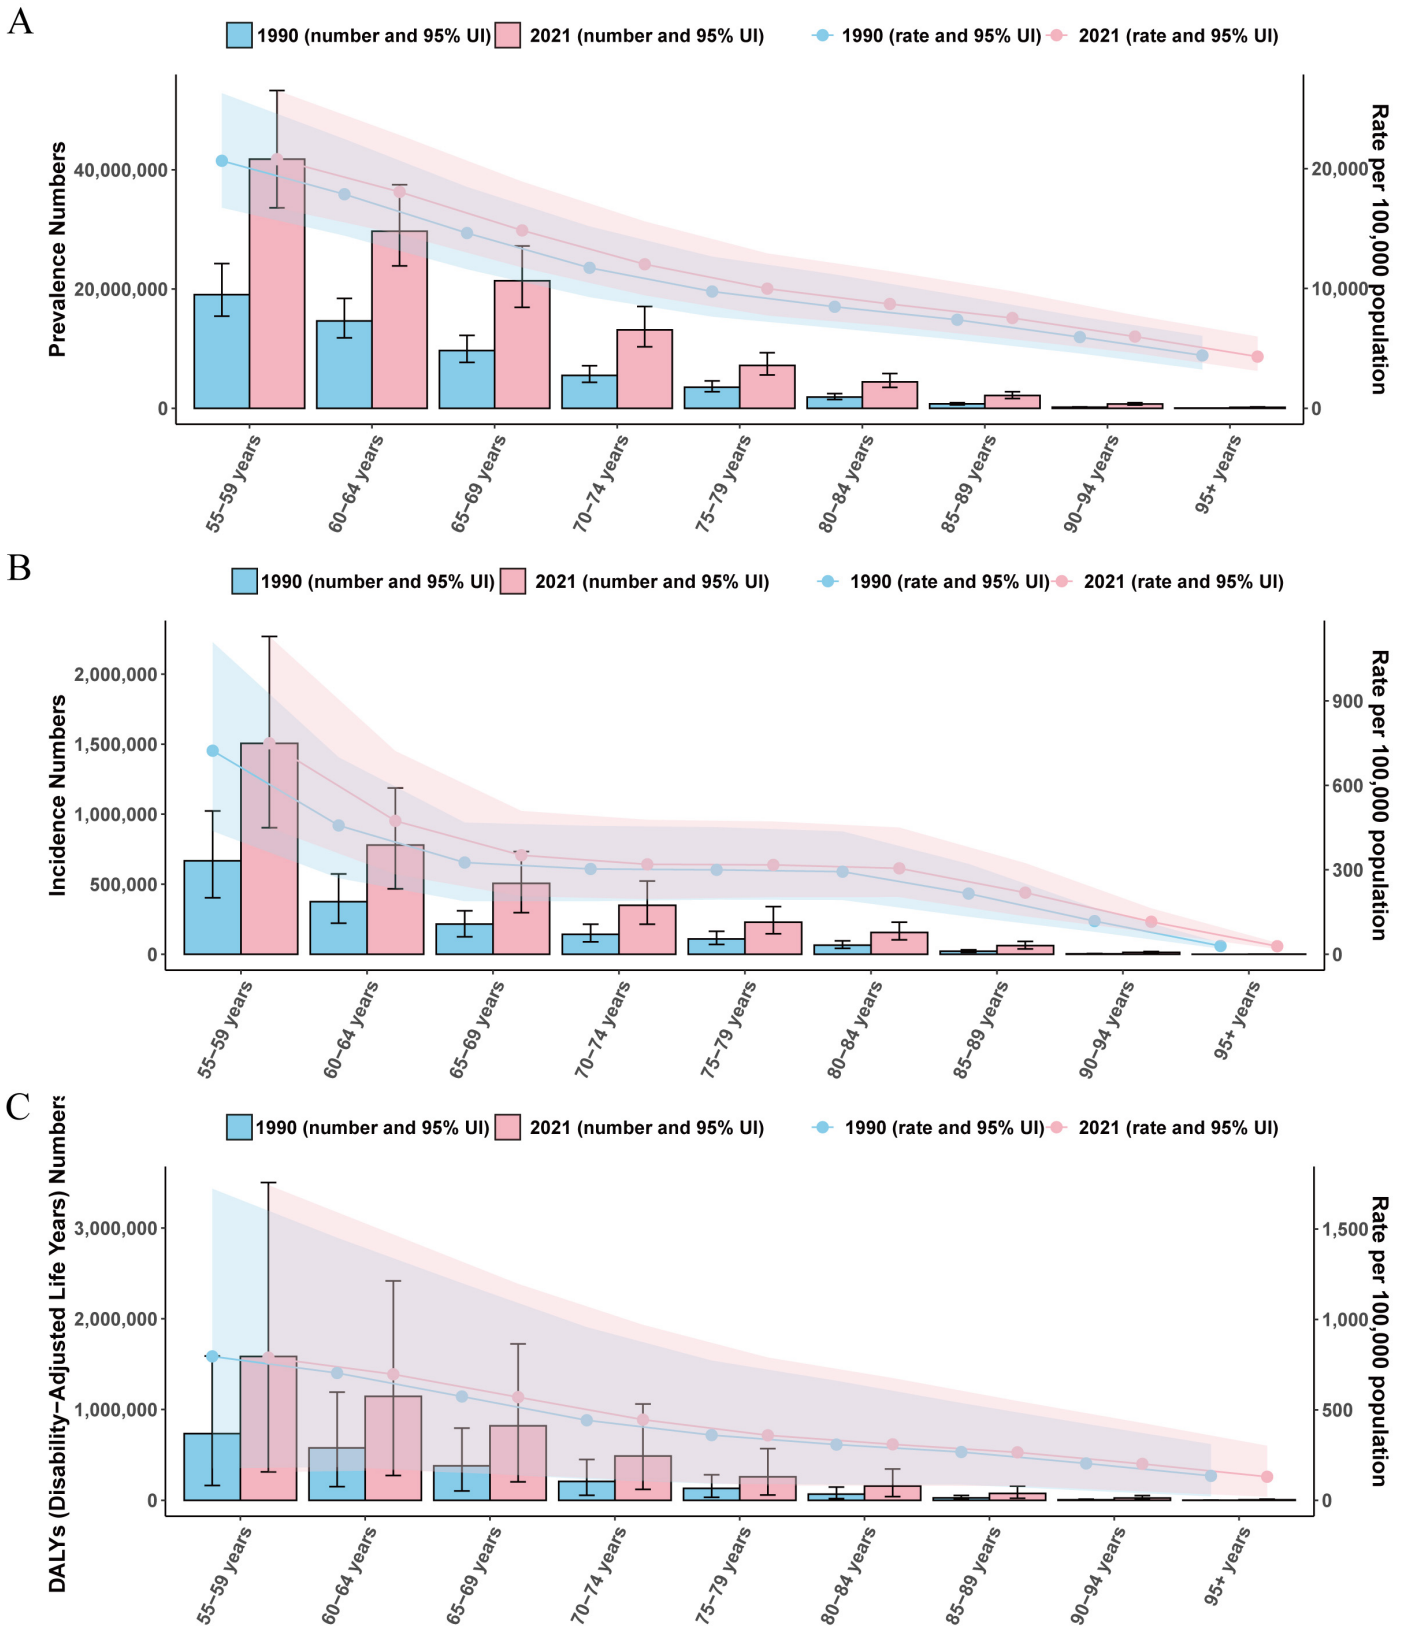 A
1990 (number and 95% UI) 2021 (number and 95% UI) 1990 (rate and 95% UI) 2021 (rate and 95% UI)
Prevalence Numbers
40,000,000
20,000,000
0
20,000
10,000
0
Rate per 100,000 population
55–59 years
60–64 years
65–69 years
70–74 years
75–79 years
80–84 years
85–89 years
90–94 years
95+ years
B
1990 (number and 95% UI) 2021 (number and 95% UI) 1990 (rate and 95% UI) 2021 (rate and 95% UI)
Incidence Numbers
2,000,000
1,500,000
1,000,000
500,000
0
900
600
300
0
Rate per 100,000 population
55–59 years
60–64 years
65–69 years
70–74 years
75–79 years
80–84 years
85–89 years
90–94 years
95+ years
C
1990 (number and 95% UI) 2021 (number and 95% UI) 1990 (rate and 95% UI) 2021 (rate and 95% UI)
DALYs (Disability–Adjusted Life Years) Numbers
3,000,000
2,000,000
1,000,000
0
1,500
1,000
500
0
Rate per 100,000 population
55–59 years
60–64 years
65–69 years
70–74 years
75–79 years
80–84 years
85–89 years
90–94 years
95+ years